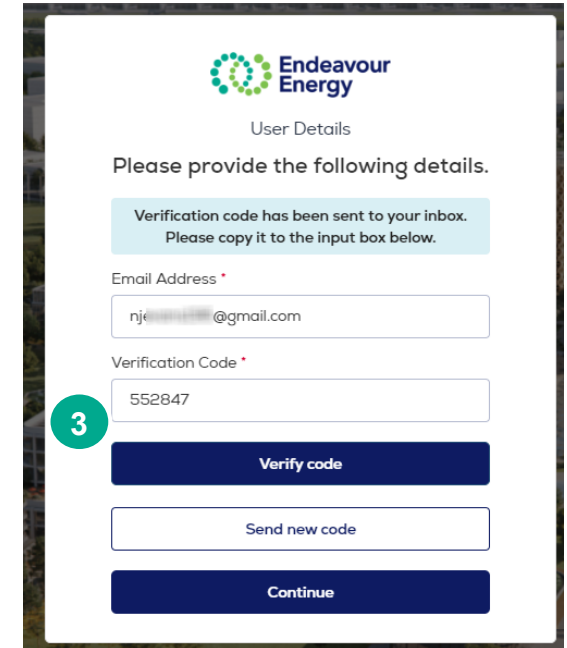 Endeavour
Energy
User Details
Please provide the following details.
Verification code has been sent to your inbox.
Please copy it to the input box below.
Email Address *
nj @gmail.com
Verification Code *
552847
3
Verify code
Send new code
Continue